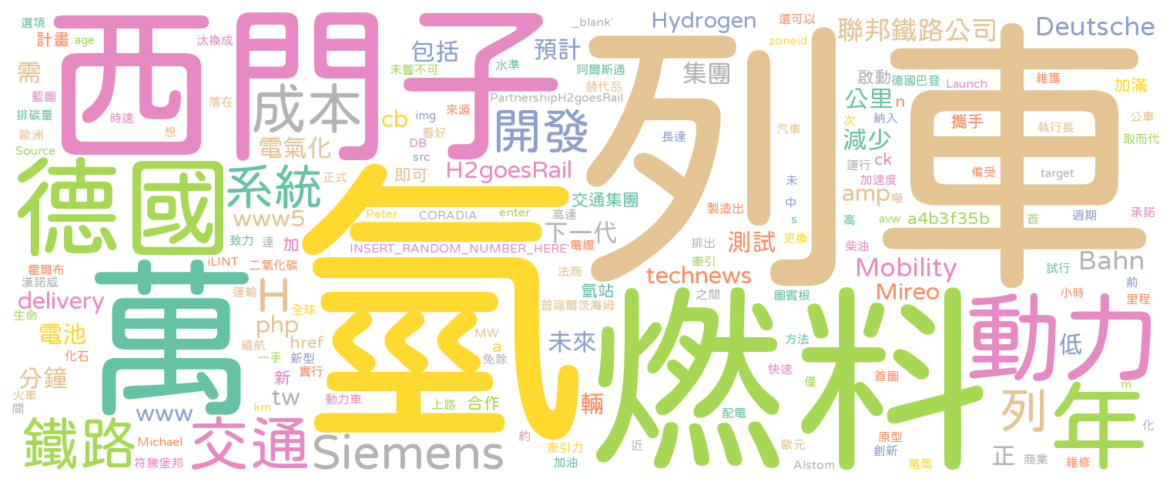 西門子
列車
德國
氫
萬
燃料
動力
年
鐵路
交通
Siemens
系統
成本
開發
電氣化
包括
預計
Hydrogen
Deutsche
聯邦鐵路公司
還可以
集團
啟動
德國巴登
Launch
維護
加滿
公里
n
次
納入
攜手
執行長
公車
取而代
減少
ck
運行
加速度
備受
target
amp
噸
未
中
s
高
avw
a4b3f35b
首
週期
承諾
選項
計畫
age
汰換成
需
藍圖
排碳量
歐洲
Source
時速
落在
想
_blank'
未嘗不可
水準
阿爾斯通
替代品
PartnershipH2goesRail
cb
來源
img
看好
DB
src
長達
汽車
zoneid
H2goesRail
正式
即可
www5
Peter
CORADIA
enter
高達
交通集團
製造出
下一代
INSERT_RANDOM_NUMBER_HERE'
電纜
排出
更換
測試
牽引
柴油
致力
達
加
iLINT
二氧化碳
霍爾布
漢諾威
delivery
生命
運輸
H
全球
電池
php
化石
續航
href
一手
新型
分鐘
新
實行
火車
間
www
tw
km
動力車
Michael
符騰堡邦
法商
氫站
technews
之間
普福爾茨海姆
圖賓根
Mobility
Mireo
Bahn
試行
前
小時
里程
MW
a
免除
未來
方法
快速
僅
首圖
低
輛
上路
合作
約
牽引力
加油
近
配電
歐元
Alstom
原型
創新
電氣
列
正
商業
維修
m
化